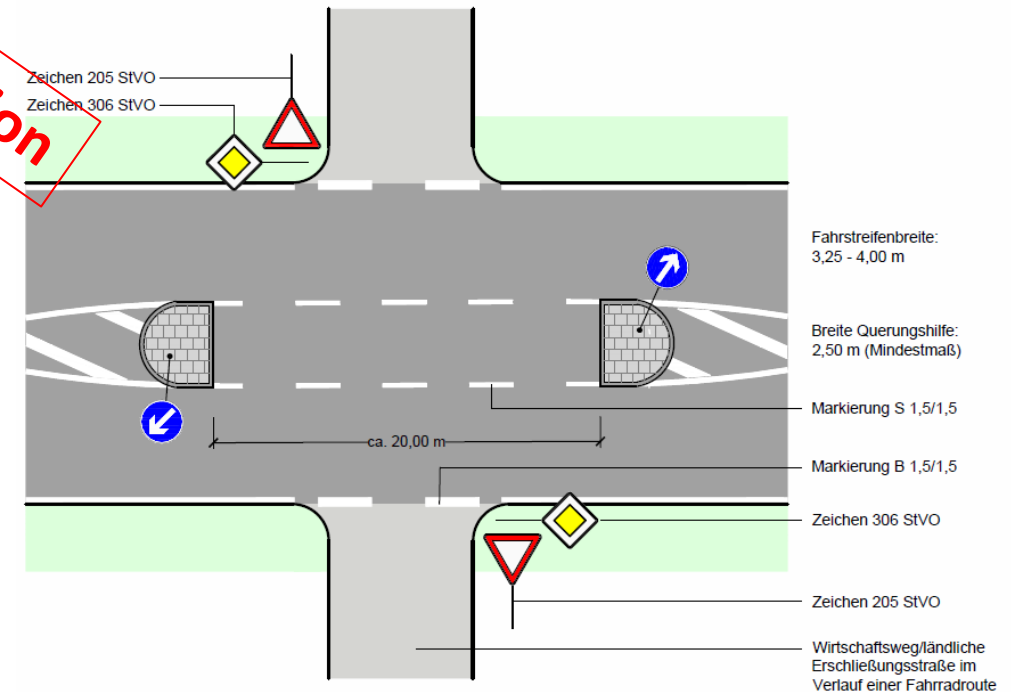 Zeichen 205 StVO
Zeichen 306 StVO
Fahrstreifenbreite:
3,25 - 4,00 m
Breite Querungshilfe:
2,50 m (Mindestmaß)
Markierung S 1,5/1,5
ca. 20,00 m
Markierung B 1,5/1,5
Zeichen 306 StVO
Zeichen 205 StVO
Wirtschaftsweg/ländliche
Erschließungsstraße im
Verlauf einer Fahrradroute